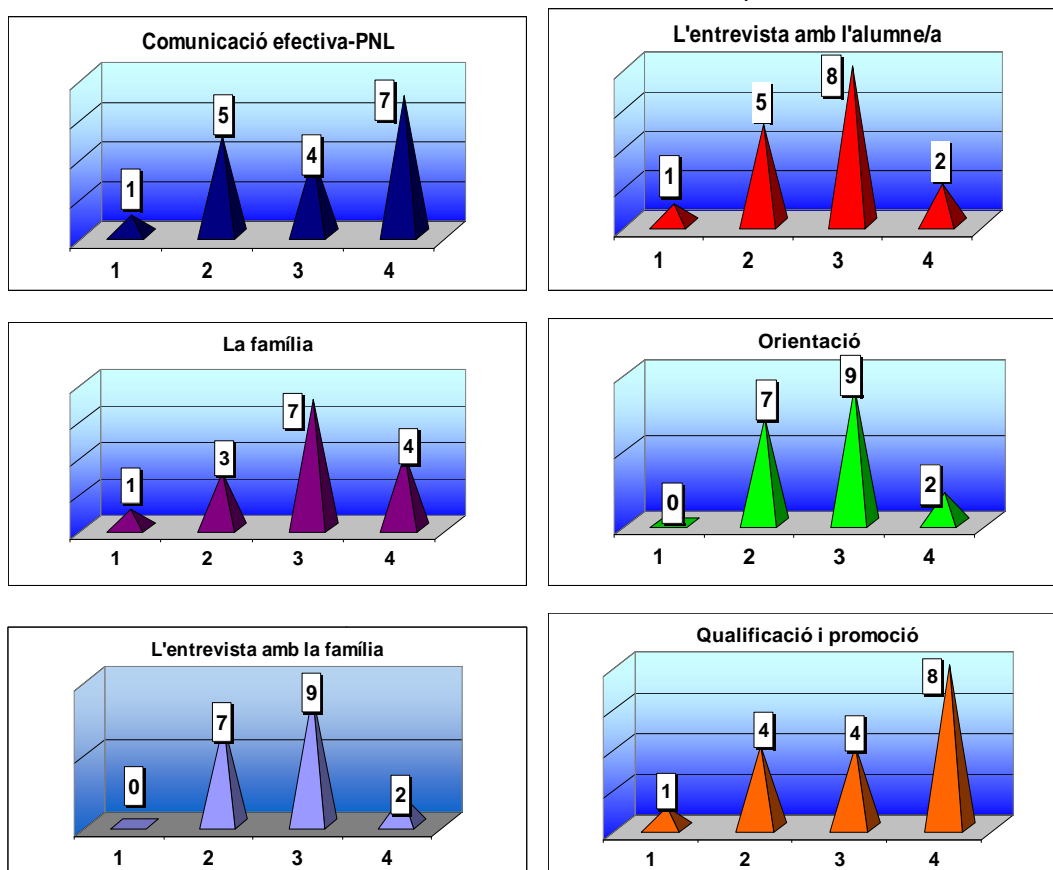 Comunicació efectiva-PNL
1
5
4
7
1 2 3 4
L'entrevista amb l'alumne/a
1
5
8
2
1 2 3 4
La família
1
3
7
4
1 2 3 4
Orientació
0
7
9
2
1 2 3 4
L'entrevista amb la família
0
7
9
2
1 2 3 4
Qualificació i promoció
1
4
4
8
1 2 3 4